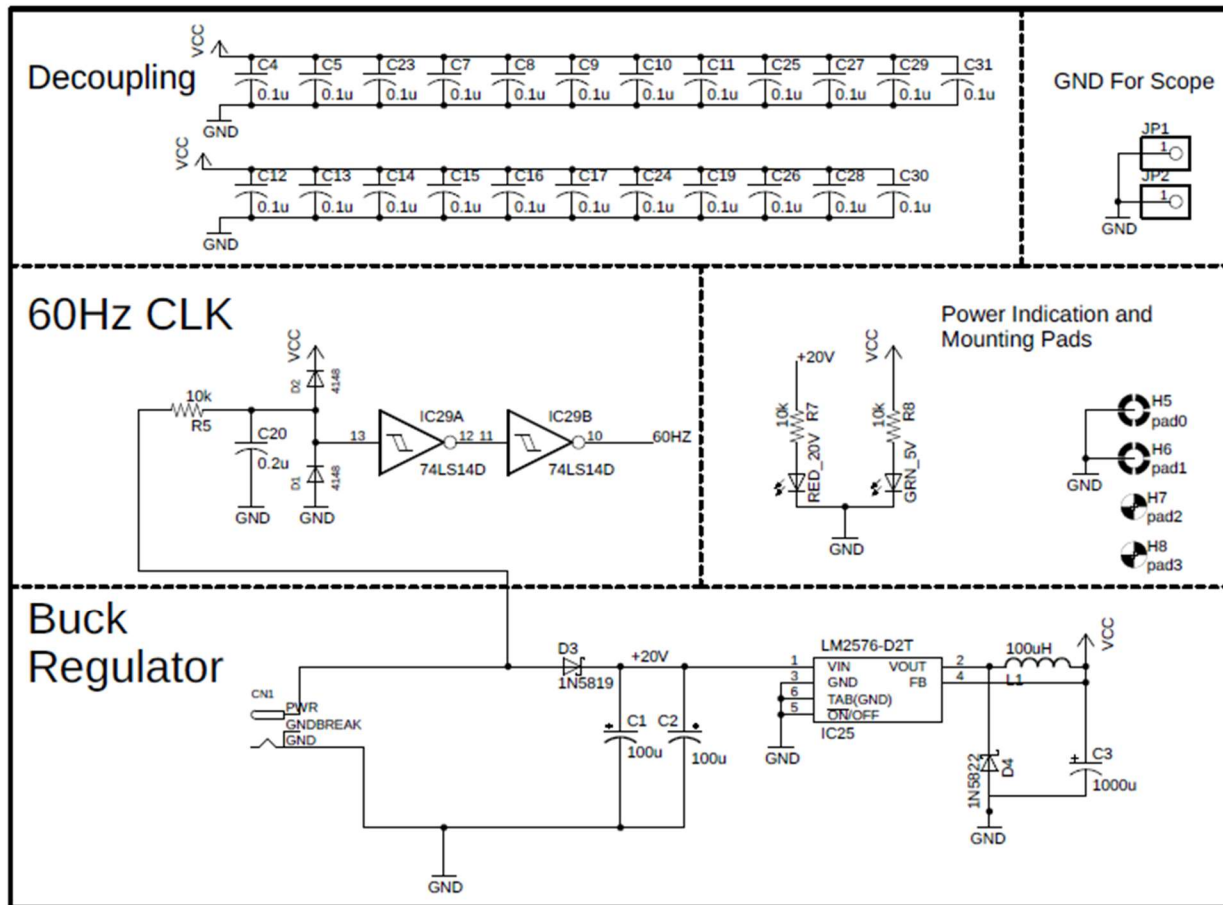 Decoupling
VCC
C4 C5 C23 C7 C8 C9 C10 C11 C25 C27 C29 C31
0.1u 0.1u 0.1u 0.1u 0.1u 0.1u 0.1u 0.1u 0.1u 0.1u 0.1u 0.1u
GND
VCC
C12 C13 C14 C15 C16 C17 C24 C19 C26 C28 C30
0.1u 0.1u 0.1u 0.1u 0.1u 0.1u 0.1u 0.1u 0.1u 0.1u 0.1u
GND
GND For Scope
JP1
1
JP2
1
GND
60Hz CLK
VCC
D2
4148
10k
R5
C20
0.2u
GND
D1
4148
GND
13
IC29A
12
74LS14D
11
IC29B
10
74LS14D
60HZ
Power Indication and
Mounting Pads
+20V
10k
R7
RED_20V
VCC
10k
R8
GRN_5V
GND
H5
pad0
H6
pad1
GND
H7
pad2
H8
pad3
Buck
Regulator
CN1
PWR
GNDBREAK
GND
GND
D3
1N5819
+20V
C1
100u
C2
100u
LM2576-D2T
1 VIN VOUT 2
3 GND FB 4
6 TAB(GND)
5 ON/OFF
IC25
GND
100uH
L1
VCC
1N5822
D4
C3
1000u
GND